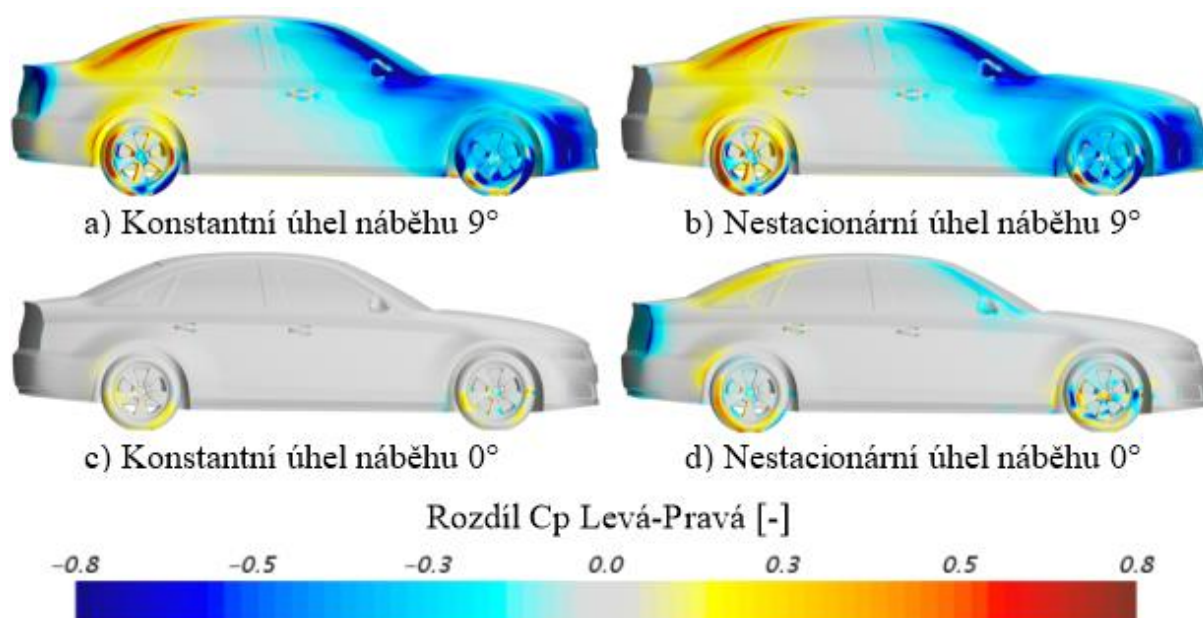 a) Konstantní úhel náběhu 9°
b) Nestacionární úhel náběhu 9°
c) Konstantní úhel náběhu 0°
d) Nestacionární úhel náběhu 0°
Rozdíl Cp Levá-Pravá [-]
−0.8 −0.5 −0.3 0.0 0.3 0.5 0.8